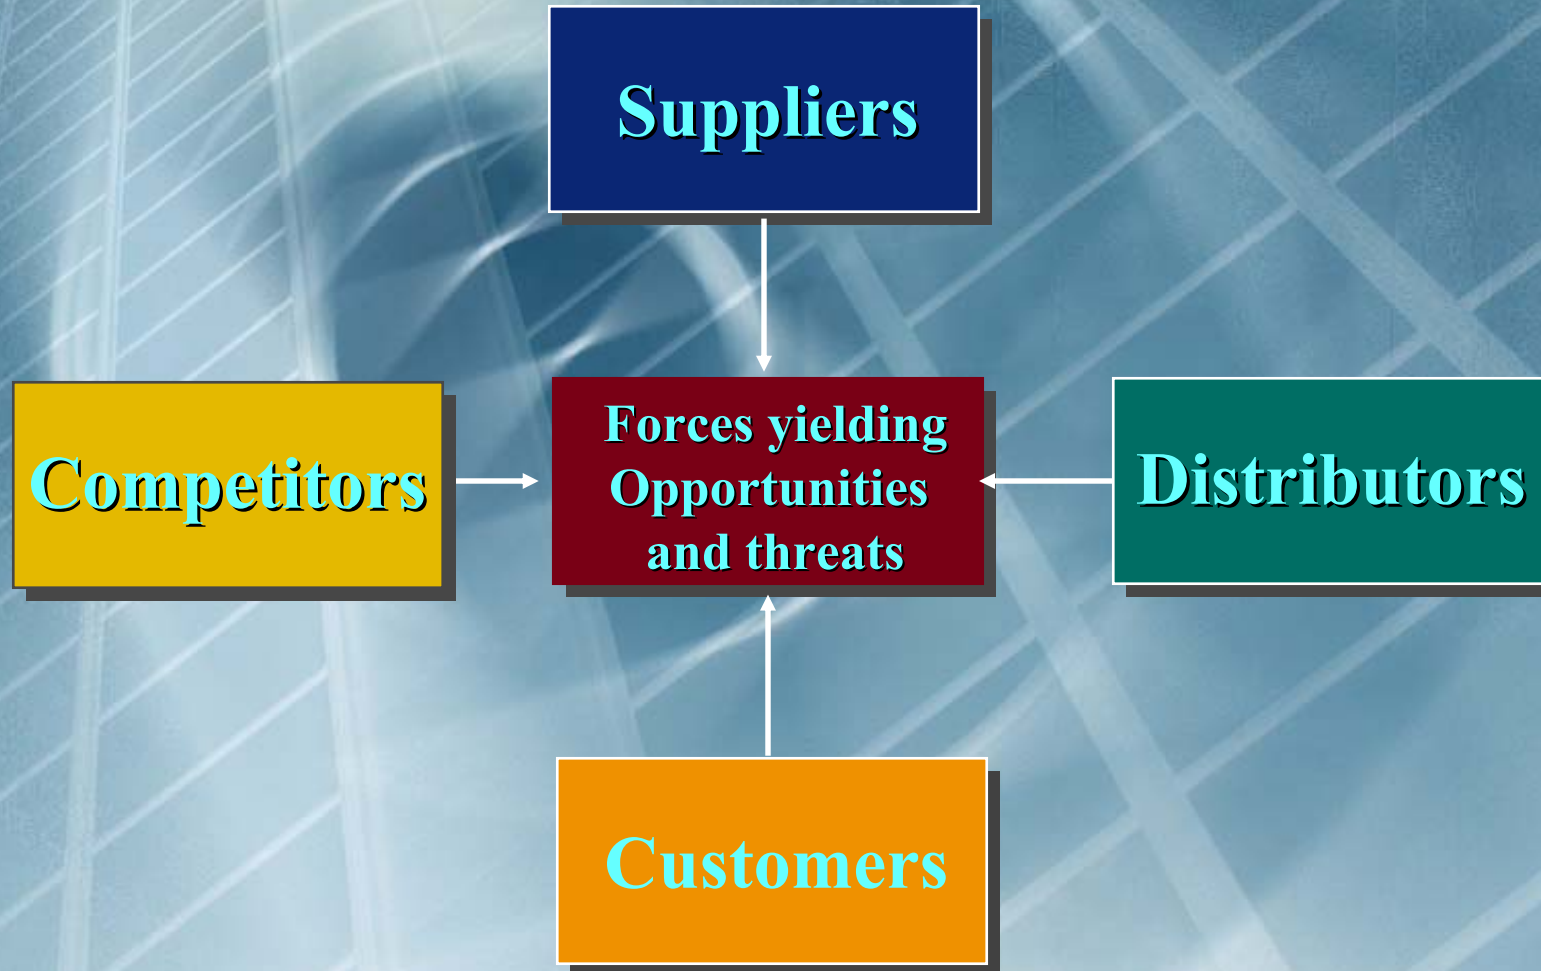 Suppliers
Competitors
Forces yielding
Opportunities
and threats
Distributors
Customers